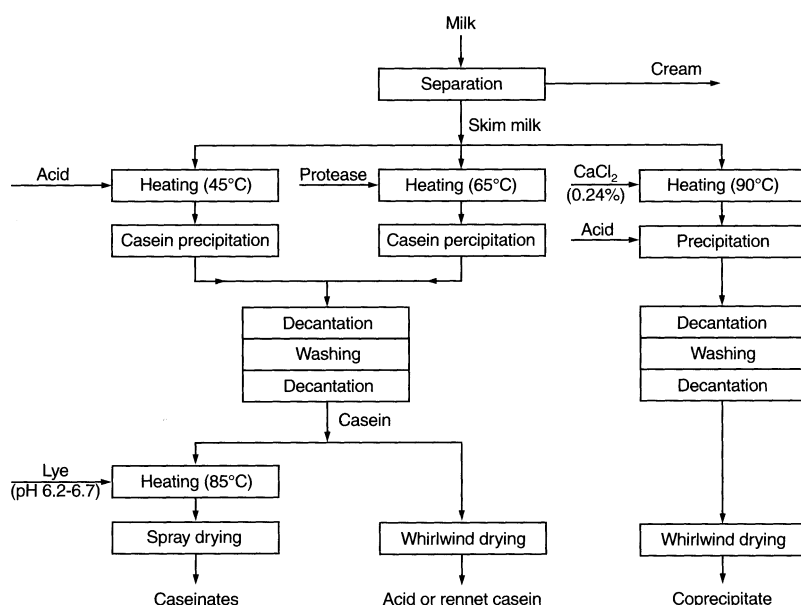 Milk
Separation
Cream
Skim milk
Acid
Heating (45°C)
Protease
Heating (65°C)
CaCl₂
(0.24%)
Heating (90°C)
Casein precipitation
Casein percipitation
Acid
Precipitation
Decantation
Washing
Decantation
Decantation
Washing
Decantation
Casein
Lye
(pH 6.2-6.7)
Heating (85°C)
Spray drying
Whirlwind drying
Whirlwind drying
Caseinates
Acid or rennet casein
Coprecipitate